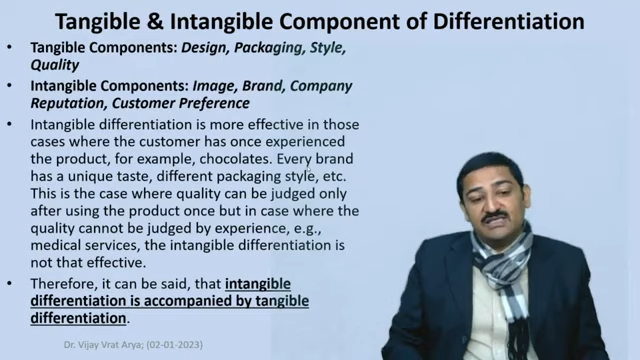 Tangible & Intangible Component of Differentiation
• Tangible Components: Design, Packaging, Style,
Quality
• Intangible Components: Image, Brand, Company
Reputation, Customer Preference
• Intangible differentiation is more effective in those
cases where the customer has once experienced
the product, for example, chocolates. Every brand
has a unique taste, different packaging style, etc.
This is the case where quality can be judged only
after using the product once but in case where the
quality cannot be judged by experience, e.g.,
medical services, the intangible differentiation is
not that effective.
• Therefore, it can be said, that intangible
differentiation is accompanied by tangible
differentiation.
Dr. Vijay Vrat Arya; (02-01-2023)